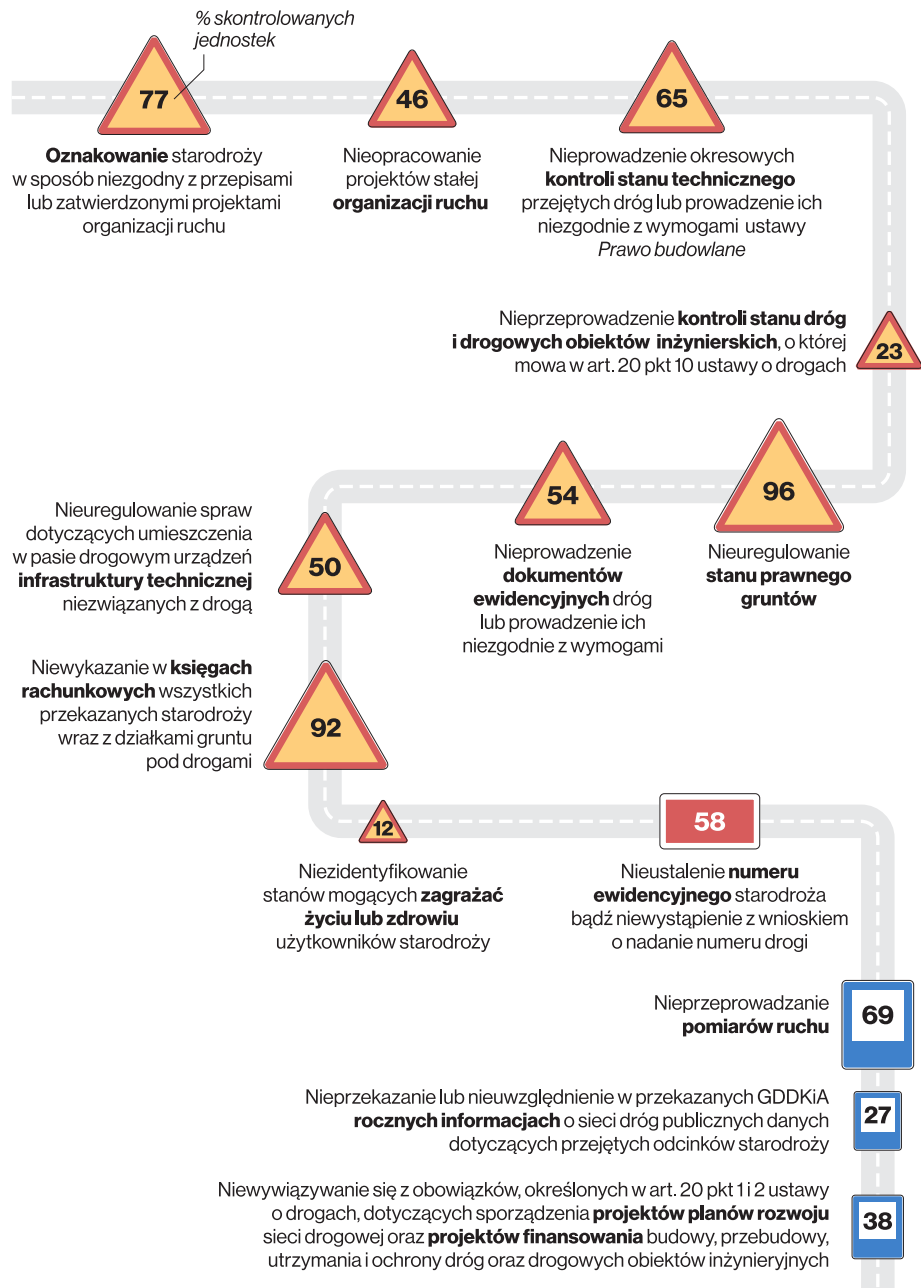 % skontrolowanych
jednostek
77
Oznakowanie starodroży
w sposób niezgodny z przepisami
lub zatwierdzonymi projektami
organizacji ruchu
46
Nieopracowanie
projektów stałej
organizacji ruchu
65
Nieprowadzenie okresowych
kontroli stanu technicznego
przejętych dróg lub prowadzenie ich
niezgodnie z wymogami ustawy
Prawo budowlane
Nieprzeprowadzenie kontroli stanu dróg
i drogowych obiektów inżynierskich, o której
mowa w art. 20 pkt 10 ustawy o drogach
23
96
Nieuregulowanie
stanu prawnego
gruntów
54
Nieprowadzenie
dokumentów
ewidencyjnych dróg
lub prowadzenie ich
niezgodnie z wymogami
Nieuregulowanie spraw
dotyczących umieszczenia
w pasie drogowym urządzeń
infrastruktury technicznej
niezwiązanych z drogą
50
Niewykazanie w księgach
rachunkowych wszystkich
przekazanych starodroży
wraz z działkami gruntu
pod drogami
92
12
Niezidentyfikowanie
stanów mogących zagrażać
życiu lub zdrowiu
użytkowników starodroży
58
Nieustalenie numeru
ewidencyjnego starodroża
bądź niewystąpienie z wnioskiem
o nadanie numeru drogi
Nieprzeprowadzanie
pomiarów ruchu
69
Nieprzekazanie lub nieuwzględnienie w przekazanych GDDKiA
rocznych informacjach o sieci dróg publicznych danych
dotyczących przejętych odcinków starodroży
27
Niewywiązywanie się z obowiązków, określonych w art. 20 pkt 1 i 2 ustawy
o drogach, dotyczących sporządzenia projektów planów rozwoju
sieci drogowej oraz projektów finansowania budowy, przebudowy,
utrzymania i ochrony dróg oraz drogowych obiektów inżynieryjnych
38